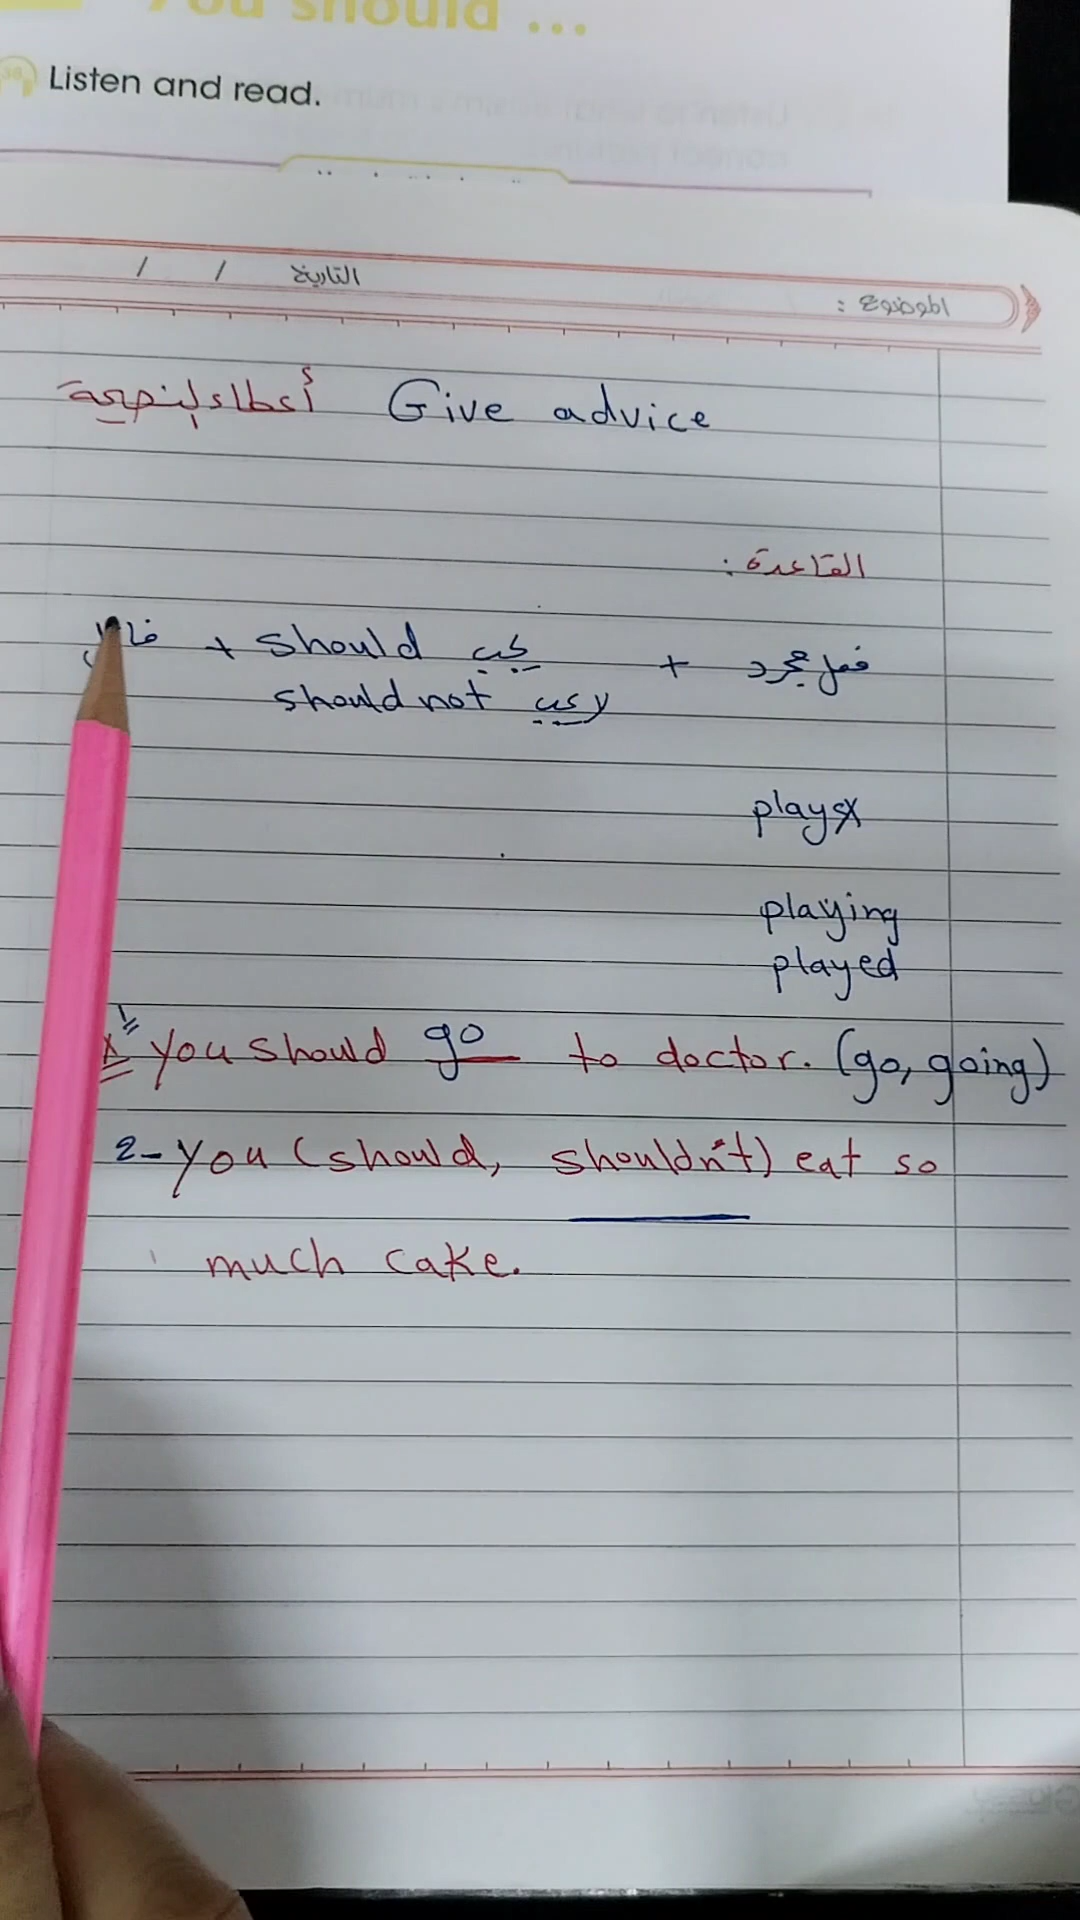 You should ...
Listen and read.
التاريخ / /
الموضوع :
أعطاء لنصيحة Give advice
القاعدة :
فاعل + should يجب + فعل مجرد
should not لا يجب
plays x
playing
played
1 you should go to doctor. (go, going)
2- you (should, shouldn't) eat so
much cake.